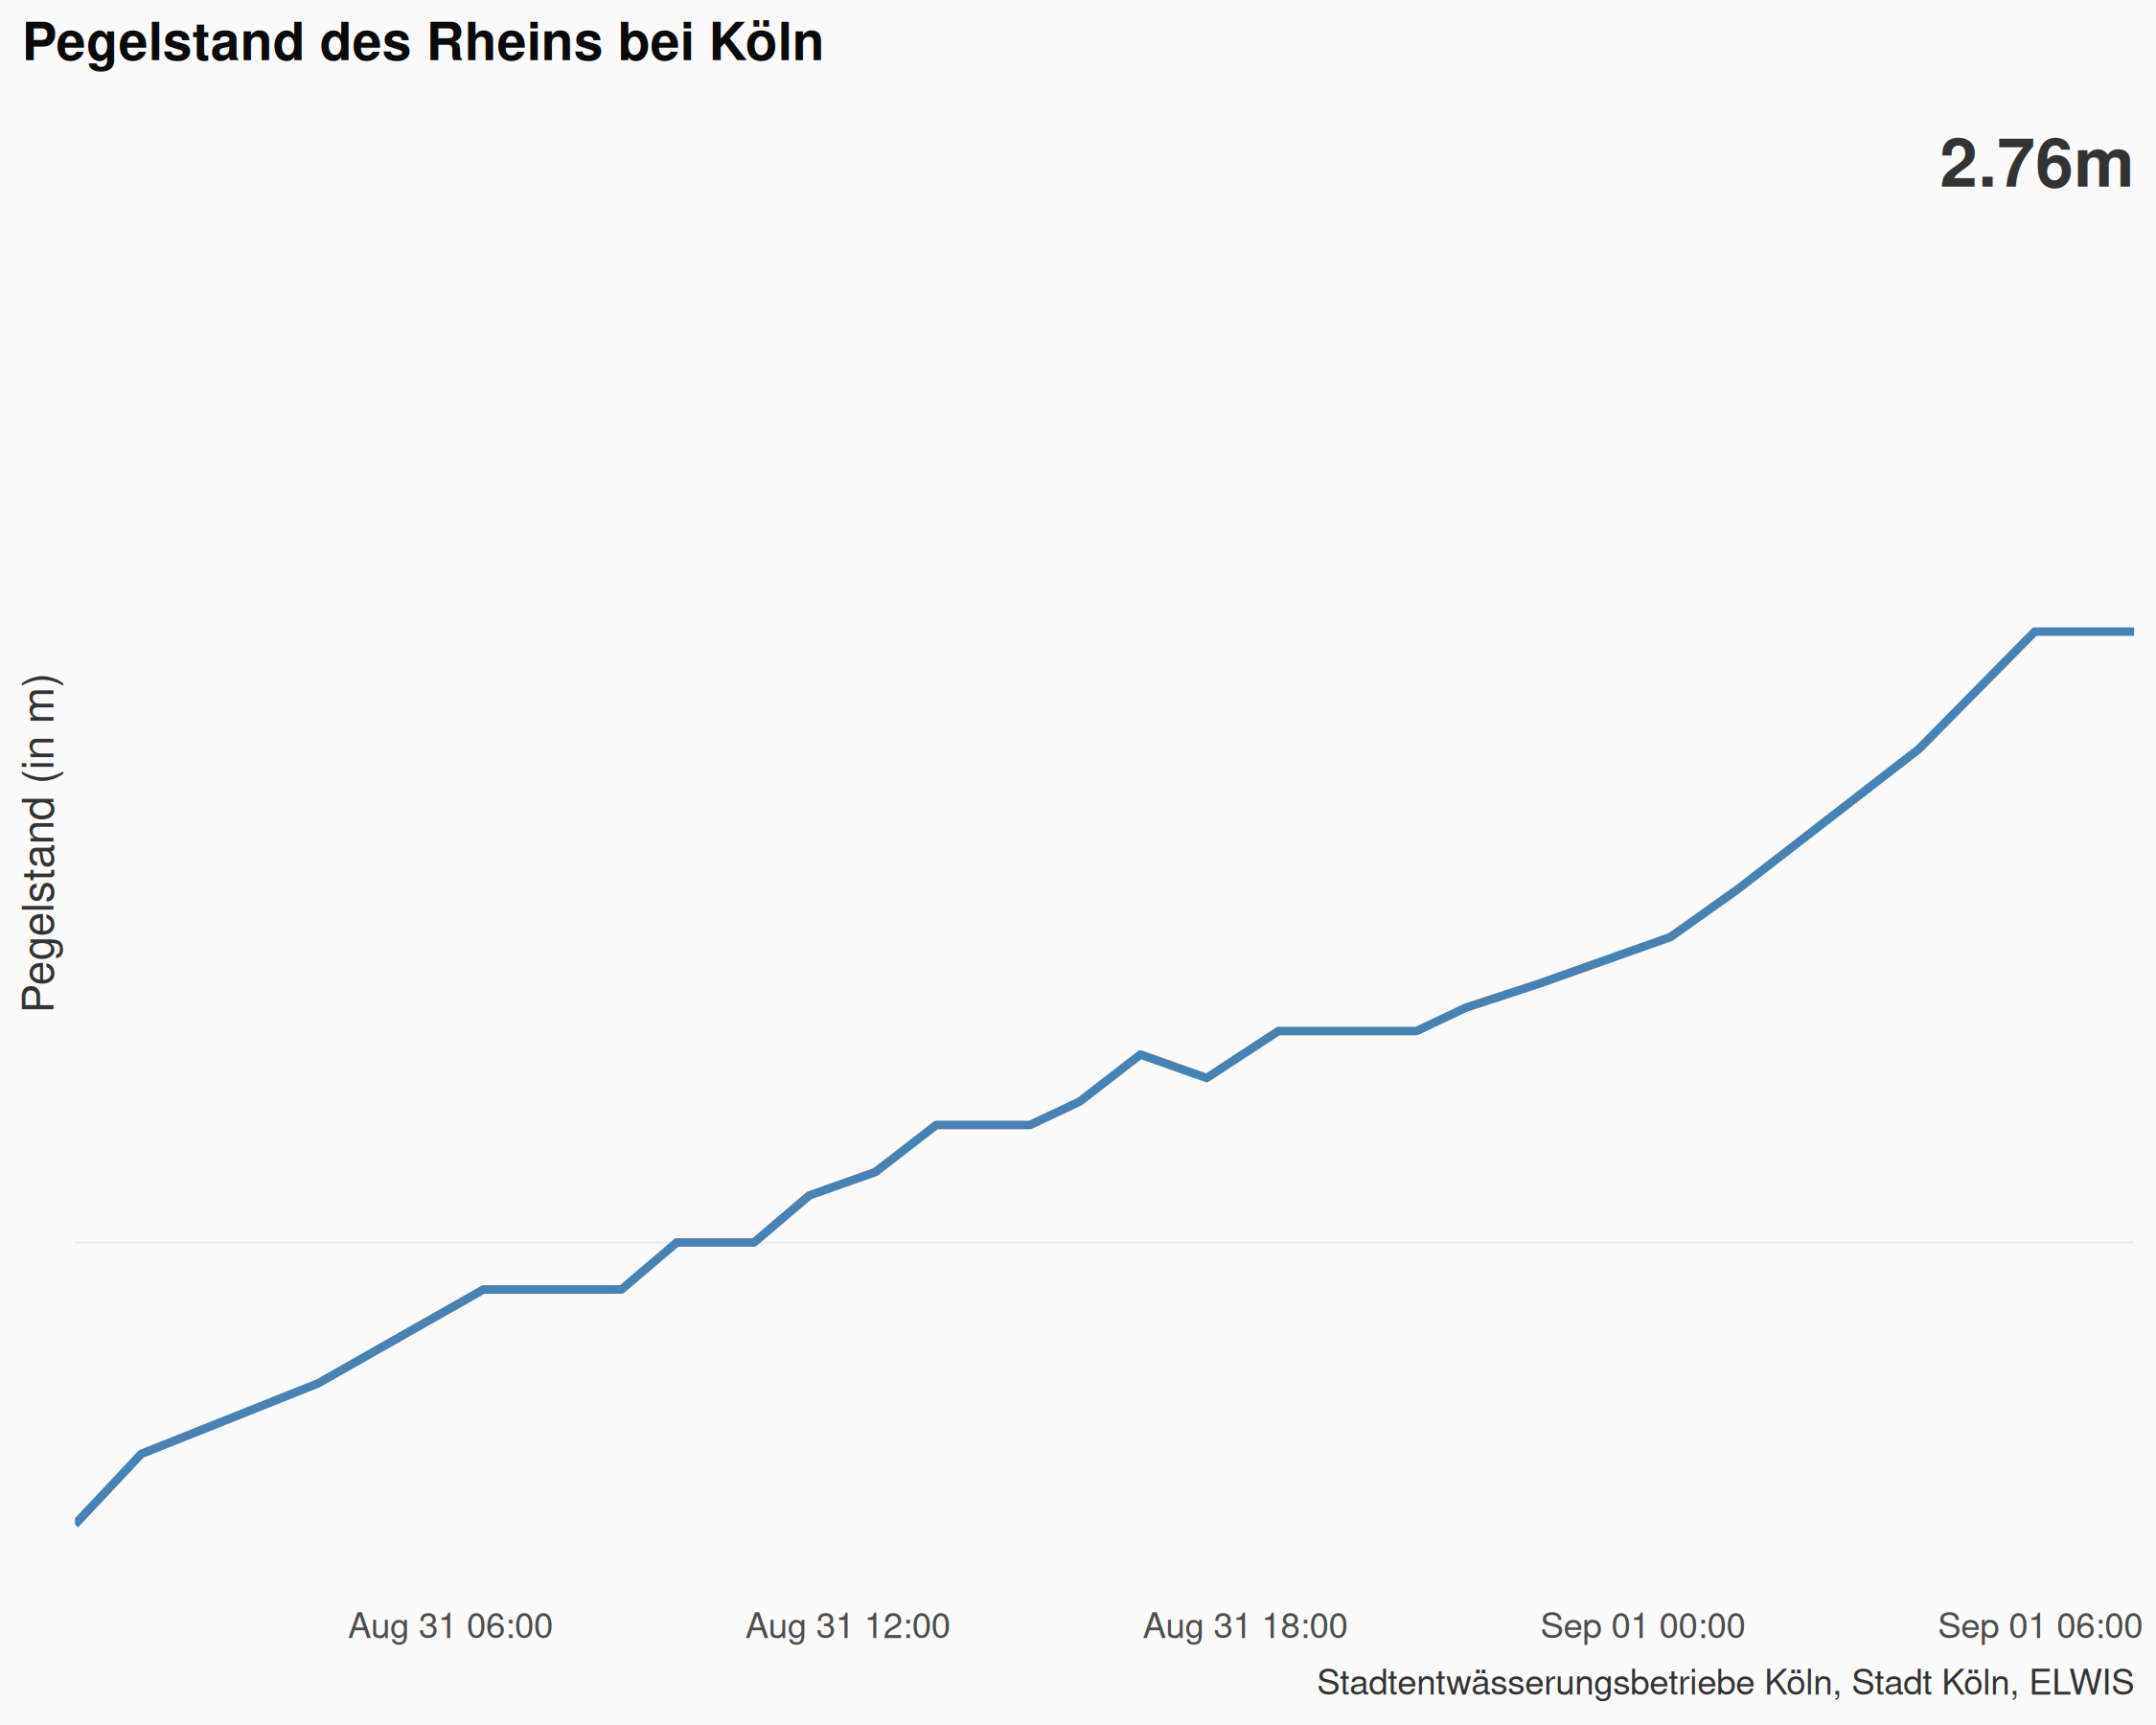 Pegelstand des Rheins bei Köln
2.76m
Pegelstand (in m)
Aug 31 06:00 Aug 31 12:00 Aug 31 18:00 Sep 01 00:00 Sep 01 06:00
Stadtentwässerungsbetriebe Köln, Stadt Köln, ELWIS